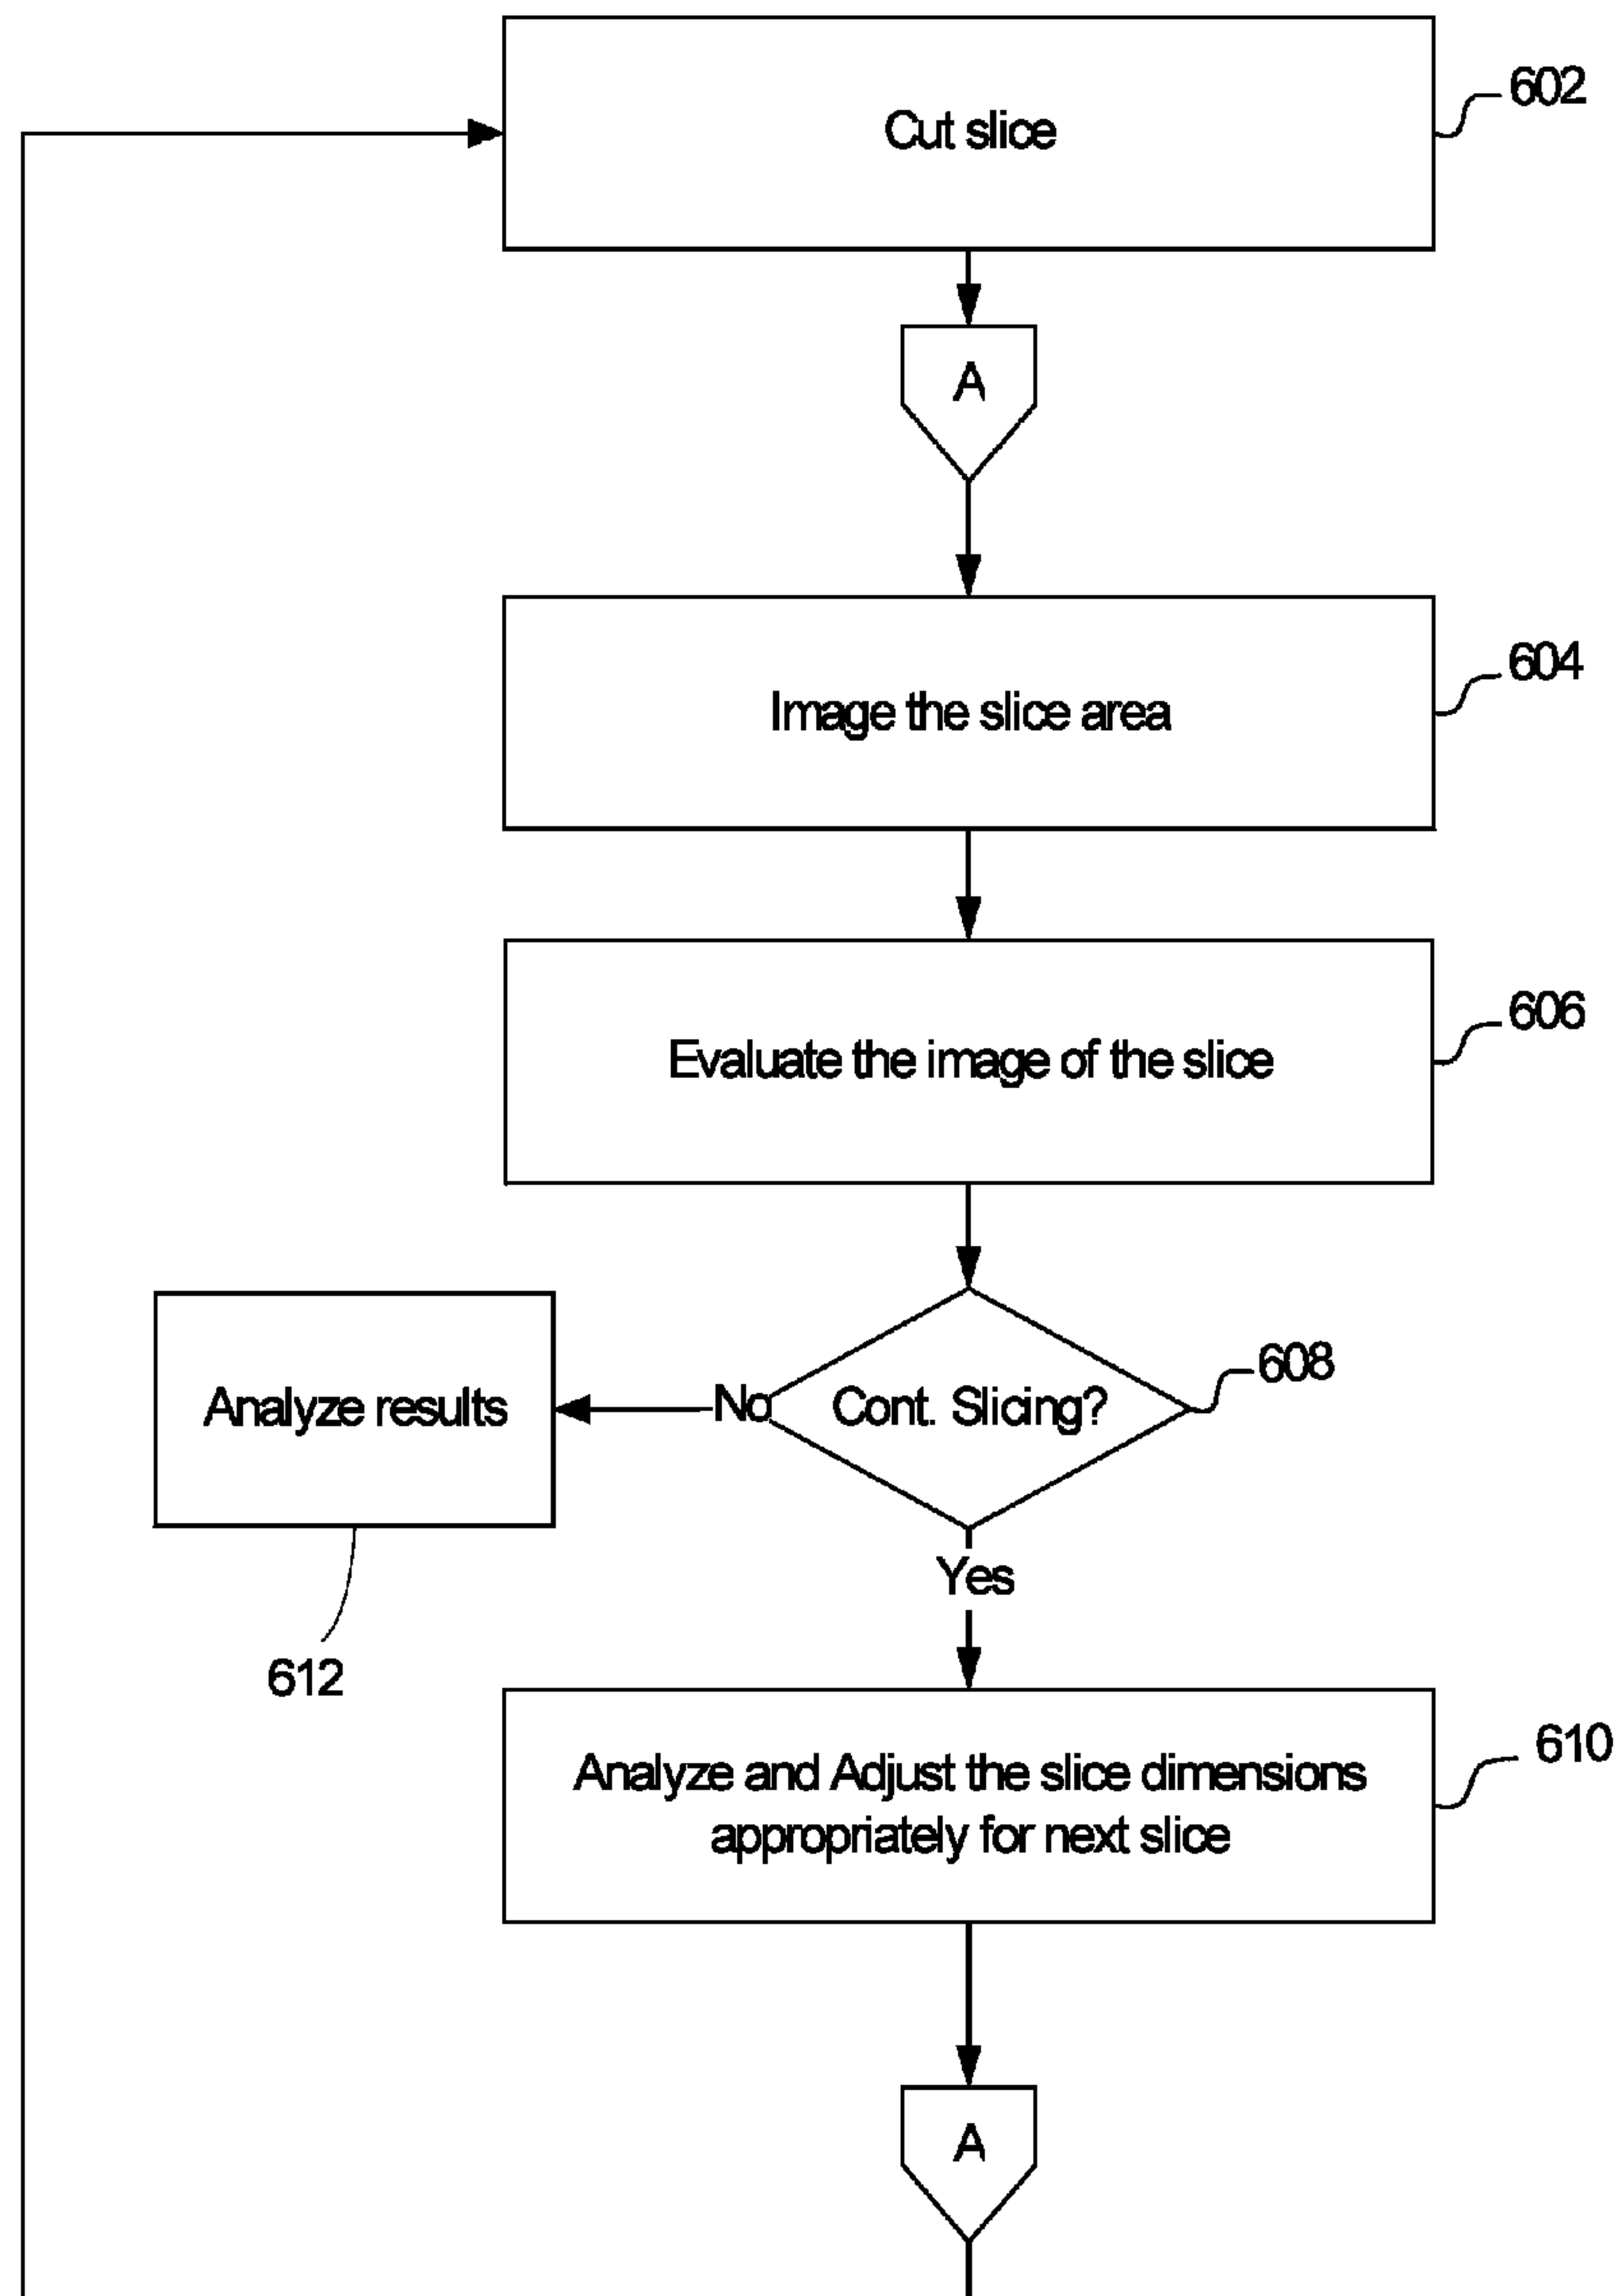 Cut slice
602
A
Image the slice area
604
Evaluate the image of the slice
606
Cont. Slicing?
608
No
Analyze results
612
Yes
Analyze and Adjust the slice dimensions
appropriately for next slice
610
A